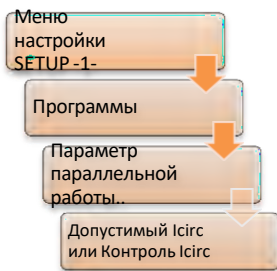 Меню
настройки
SETUP -1-
Программы
Параметр
параллельной
работы..
Допустимый Icirc
или Контроль Icirc